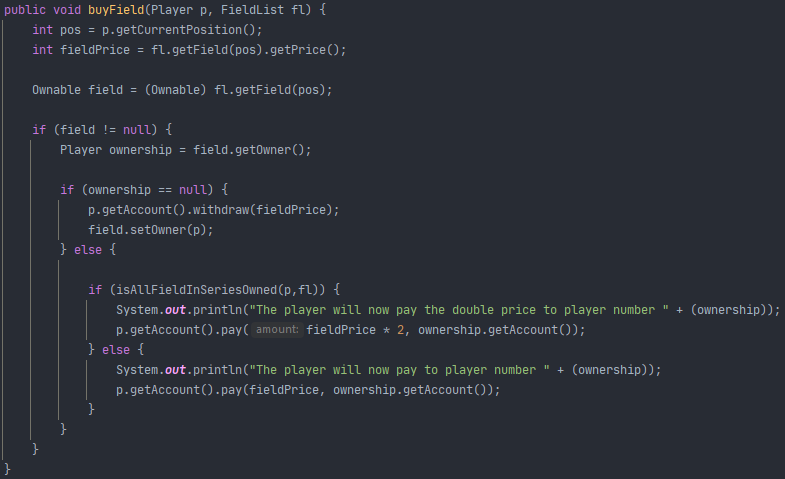 public void buyField(Player p, FieldList fl) {
    int pos = p.getCurrentPosition();
    int fieldPrice = fl.getField(pos).getPrice();

    Ownable field = (Ownable) fl.getField(pos);

    if (field != null) {
        Player ownership = field.getOwner();

        if (ownership == null) {
            p.getAccount().withdraw(fieldPrice);
            field.setOwner(p);
        } else {

            if (isAllFieldInSeriesOwned(p,fl)) {
                System.out.println("The player will now pay the double price to player number " + (ownership));
                p.getAccount().pay( amount: fieldPrice * 2, ownership.getAccount());
            } else {
                System.out.println("The player will now pay to player number " + (ownership));
                p.getAccount().pay(fieldPrice, ownership.getAccount());
            }
        }
    }
}